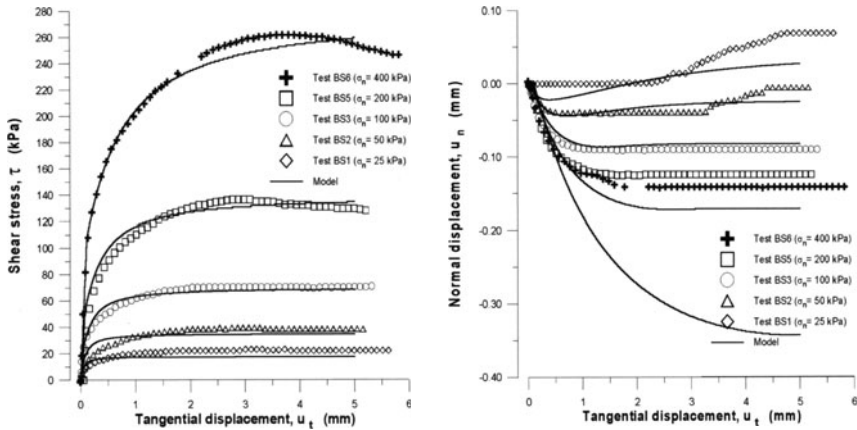 280
260
240
220
200
180
160
140
120
100
80
60
40
20
0
Shear stress, τ (kPa)
Test BS6 (σn= 400 kPa)
Test BS5 (σn= 200 kPa)
Test BS3 (σn= 100 kPa)
Test BS2 (σn= 50 kPa)
Test BS1 (σn= 25 kPa)
Model
0 1 2 3 4 5 6
Tangential displacement, u t (mm)
0.10
0.00
-0.10
-0.20
-0.30
-0.40
Normal displacement, u n (mm)
Test BS6 (σn= 400 kPa)
Test BS5 (σn= 200 kPa)
Test BS3 (σn= 100 kPa)
Test BS2 (σn= 50 kPa)
Test BS1 (σn= 25 kPa)
Model
0 1 2 3 4 5 6
Tangential displacement, u t (mm)